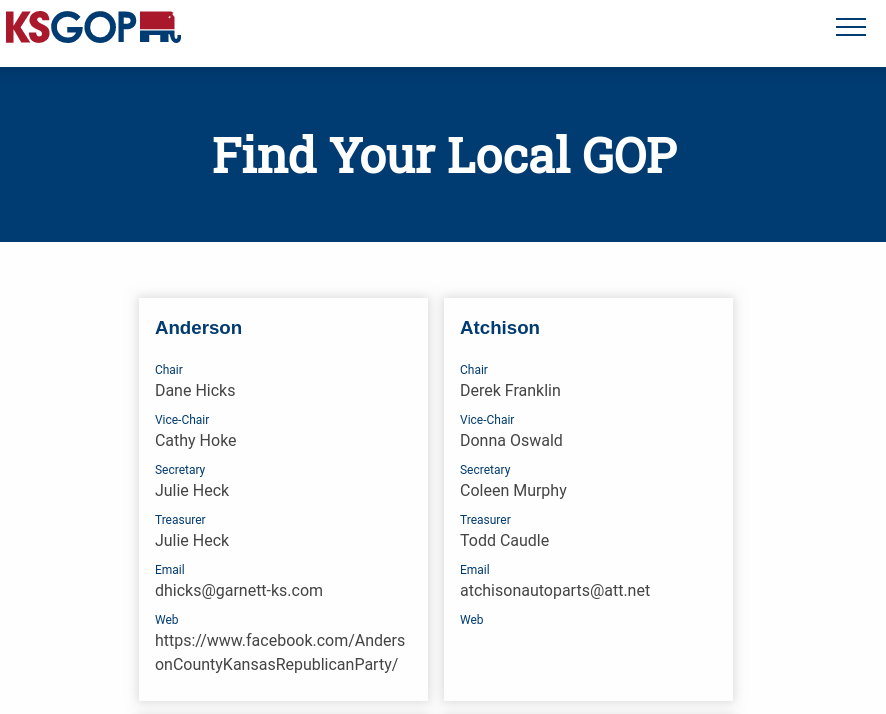 KSGOP
Find Your Local GOP
Anderson
Chair
Dane Hicks
Vice-Chair
Cathy Hoke
Secretary
Julie Heck
Treasurer
Julie Heck
Email
dhicks@garnett-ks.com
Web
https://www.facebook.com/Anders
onCountyKansasRepublicanParty/
Atchison
Chair
Derek Franklin
Vice-Chair
Donna Oswald
Secretary
Coleen Murphy
Treasurer
Todd Caudle
Email
atchisonautoparts@att.net
Web